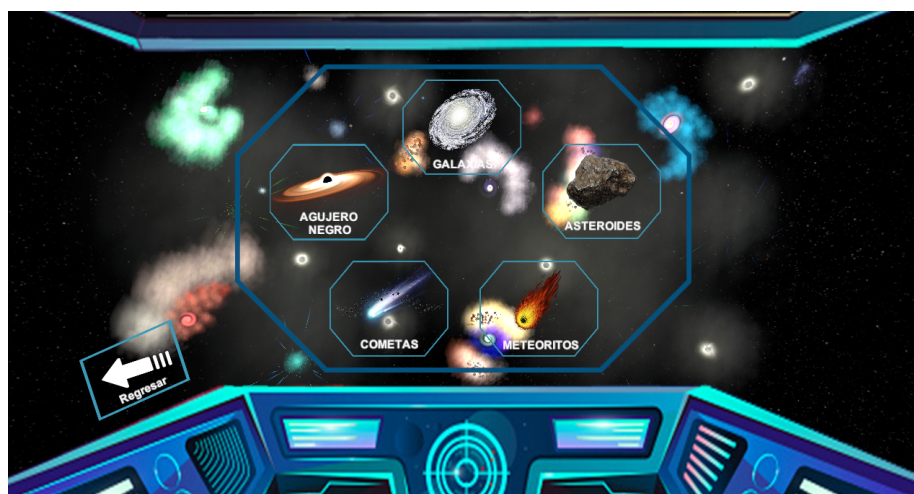 GALAXIAS
AGUJERO
NEGRO
ASTEROIDES
COMETAS
METEORITOS
Regresar